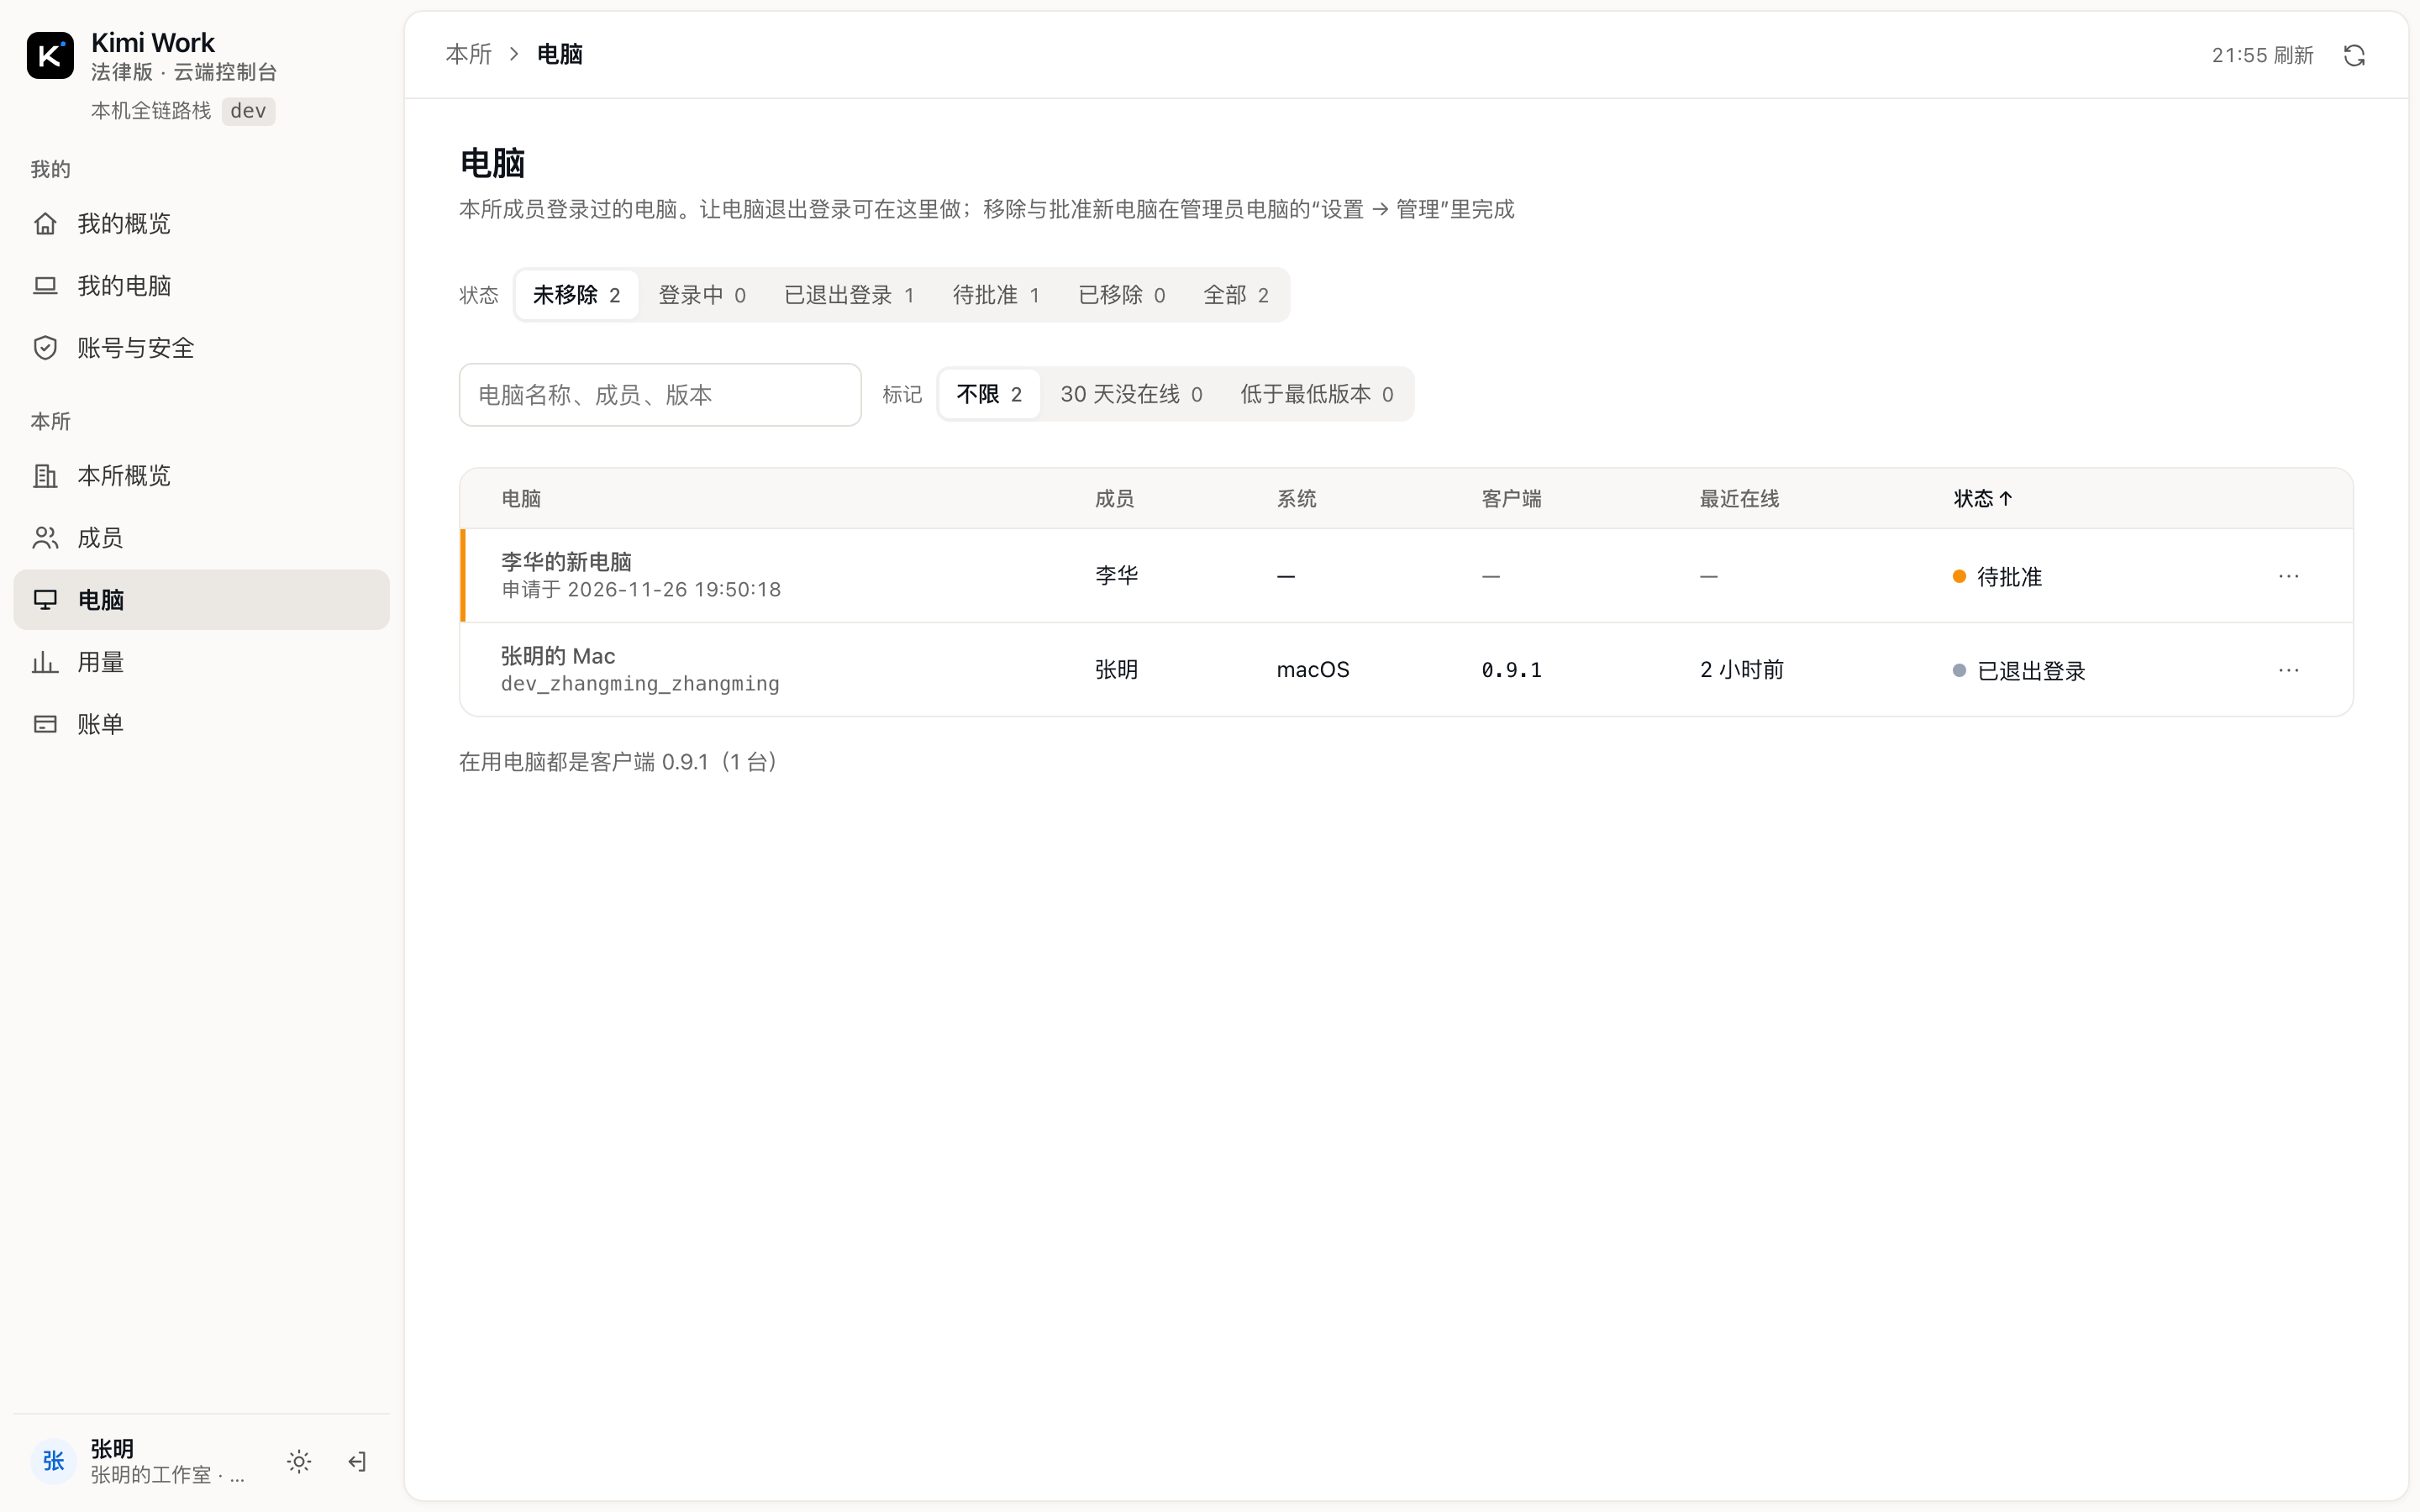 Kimi Work
法律版 · 云端控制台
本机全链路栈 dev
我的
我的概览
我的电脑
账号与安全
本所
本所概览
成员
电脑
用量
账单
张
张明
张明的工作室 · ...
本所 > 电脑
21:55 刷新
电脑
本所成员登录过的电脑。让电脑退出登录可在这里做；移除与批准新电脑在管理员电脑的“设置 → 管理”里完成
状态 未移除 2 登录中 0 已退出登录 1 待批准 1 已移除 0 全部 2
电脑名称、成员、版本 标记 不限 2 30 天没在线 0 低于最低版本 0
电脑 成员 系统 客户端 最近在线 状态 ↑
李华的新电脑 李华 — — — 待批准 ···
申请于 2026-11-26 19:50:18
张明的 Mac 张明 macOS 0.9.1 2 小时前 已退出登录 ···
dev_zhangming_zhangming
在用电脑都是客户端 0.9.1（1 台）